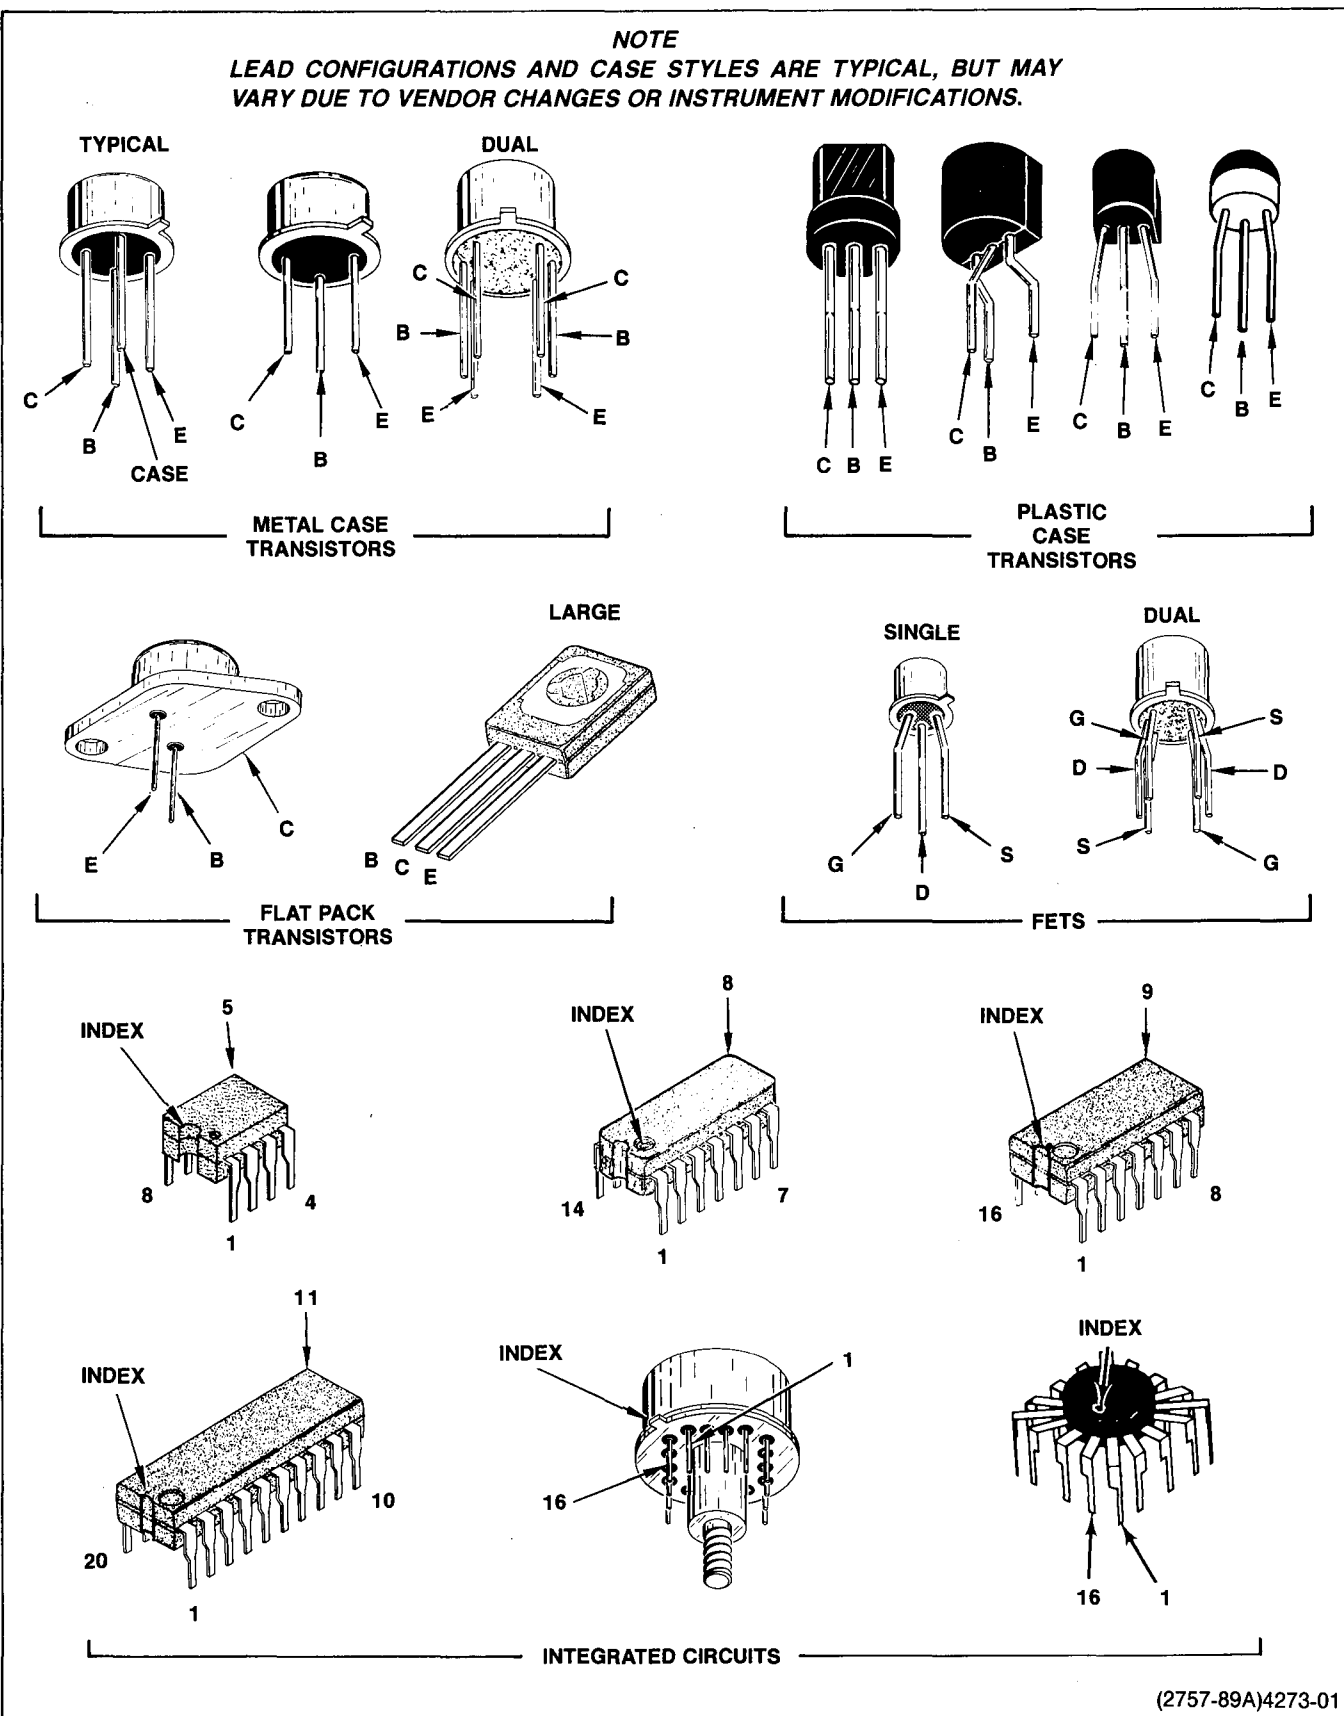 NOTE
LEAD CONFIGURATIONS AND CASE STYLES ARE TYPICAL, BUT MAY
VARY DUE TO VENDOR CHANGES OR INSTRUMENT MODIFICATIONS.
TYPICAL
DUAL
C
B
CASE
E
C
B
E
C
C
B
B
E
E
C
B
E
C
B
E
C
B
E
C
B
E
METAL CASE
TRANSISTORS
PLASTIC
CASE
TRANSISTORS
LARGE
SINGLE
DUAL
E
B
C
B
C
E
G
D
S
G
S
D
D
S
G
FLAT PACK
TRANSISTORS
FETS
INDEX
5
8
4
1
INDEX
8
14
7
1
INDEX
9
16
8
1
INDEX
11
20
10
1
INDEX
1
16
INDEX
16
1
INTEGRATED CIRCUITS
(2757-89A)4273-01